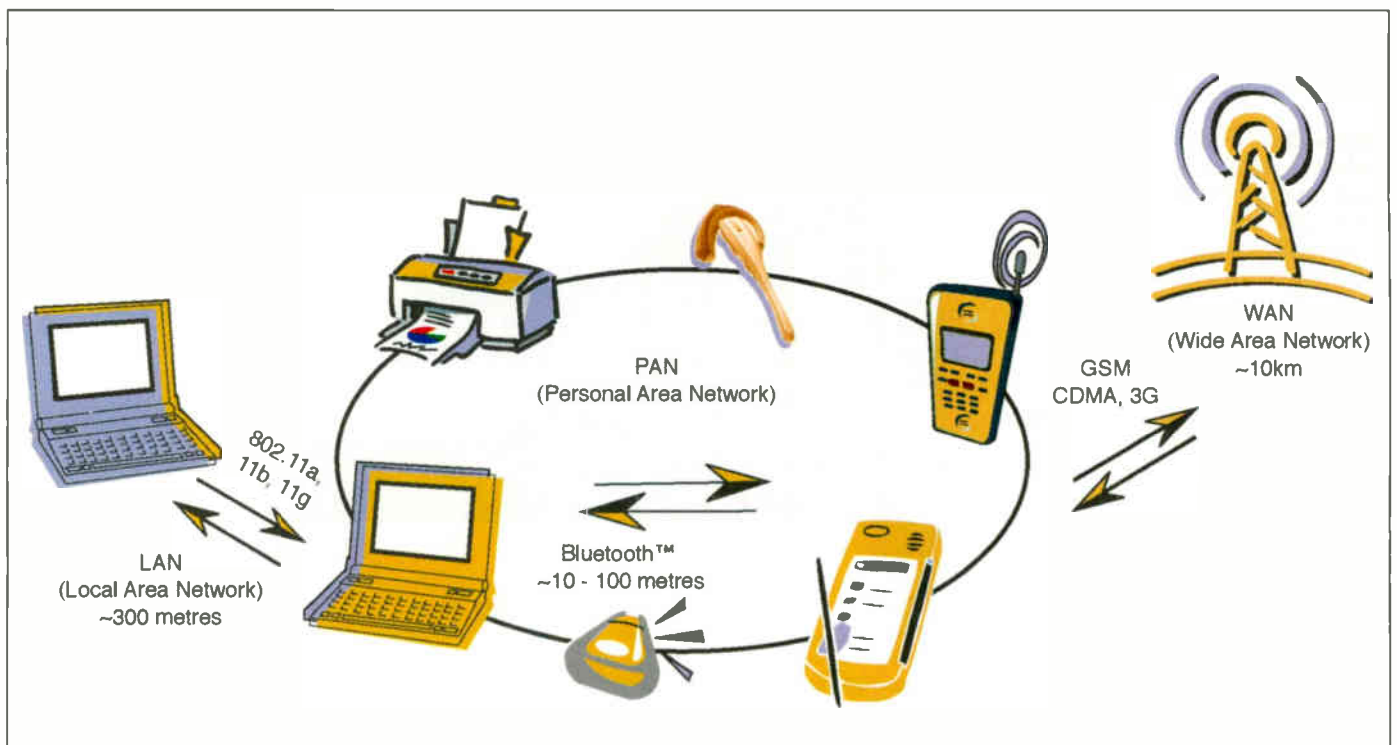 WAN
(Wide Area Network)
~10km
PAN
(Personal Area Network)
GSM
CDMA, 3G
802.11a,
11b, 11g
Bluetooth™
~10 - 100 metres
LAN
(Local Area Network)
~300 metres